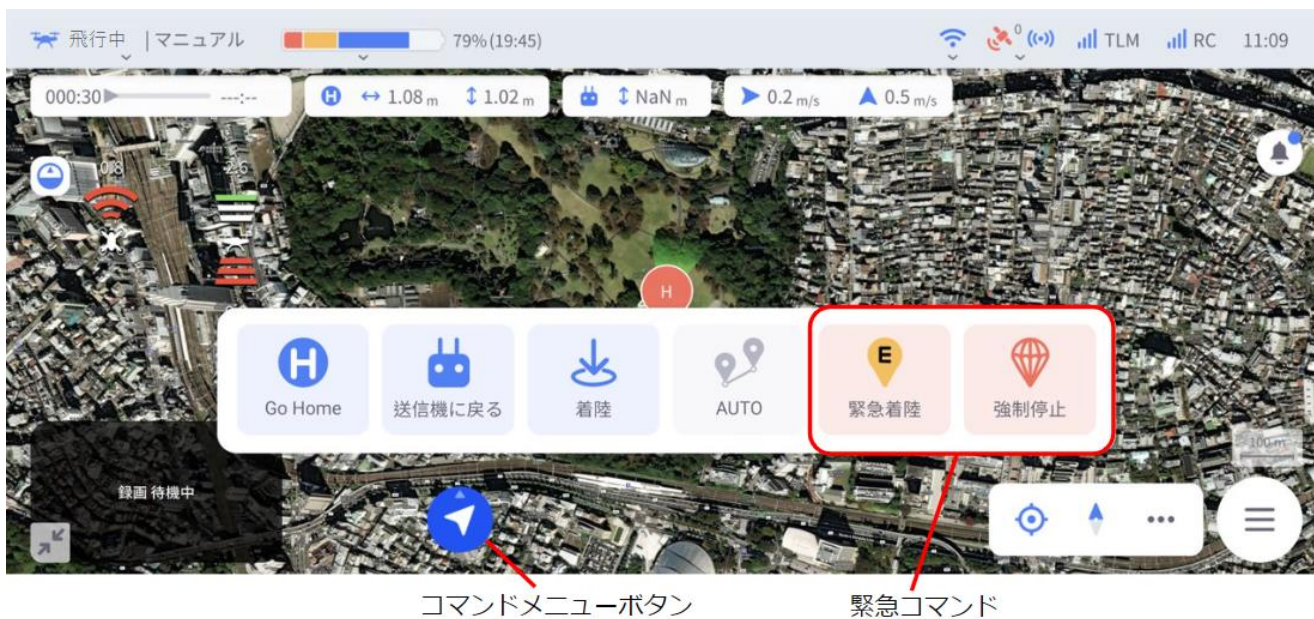 飛行中 | マニュアル 79% (19:45) 0 TLM RC 11:09
000:30 ---:-- H 1.08 m 1.02 m NaN m 0.2 m/s 0.5 m/s
0.8 2.6
H
H E
Go Home 送信機に戻る 着陸 AUTO 緊急着陸 強制停止
100 m
録画 待機中
コマンドメニューボタン 緊急コマンド